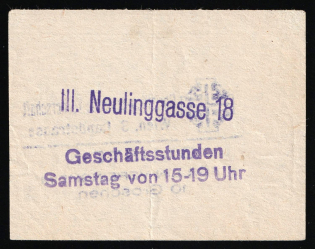 III. Neulinggasse 18
Geschäftsstunden
Samstag von 15-19 Uhr